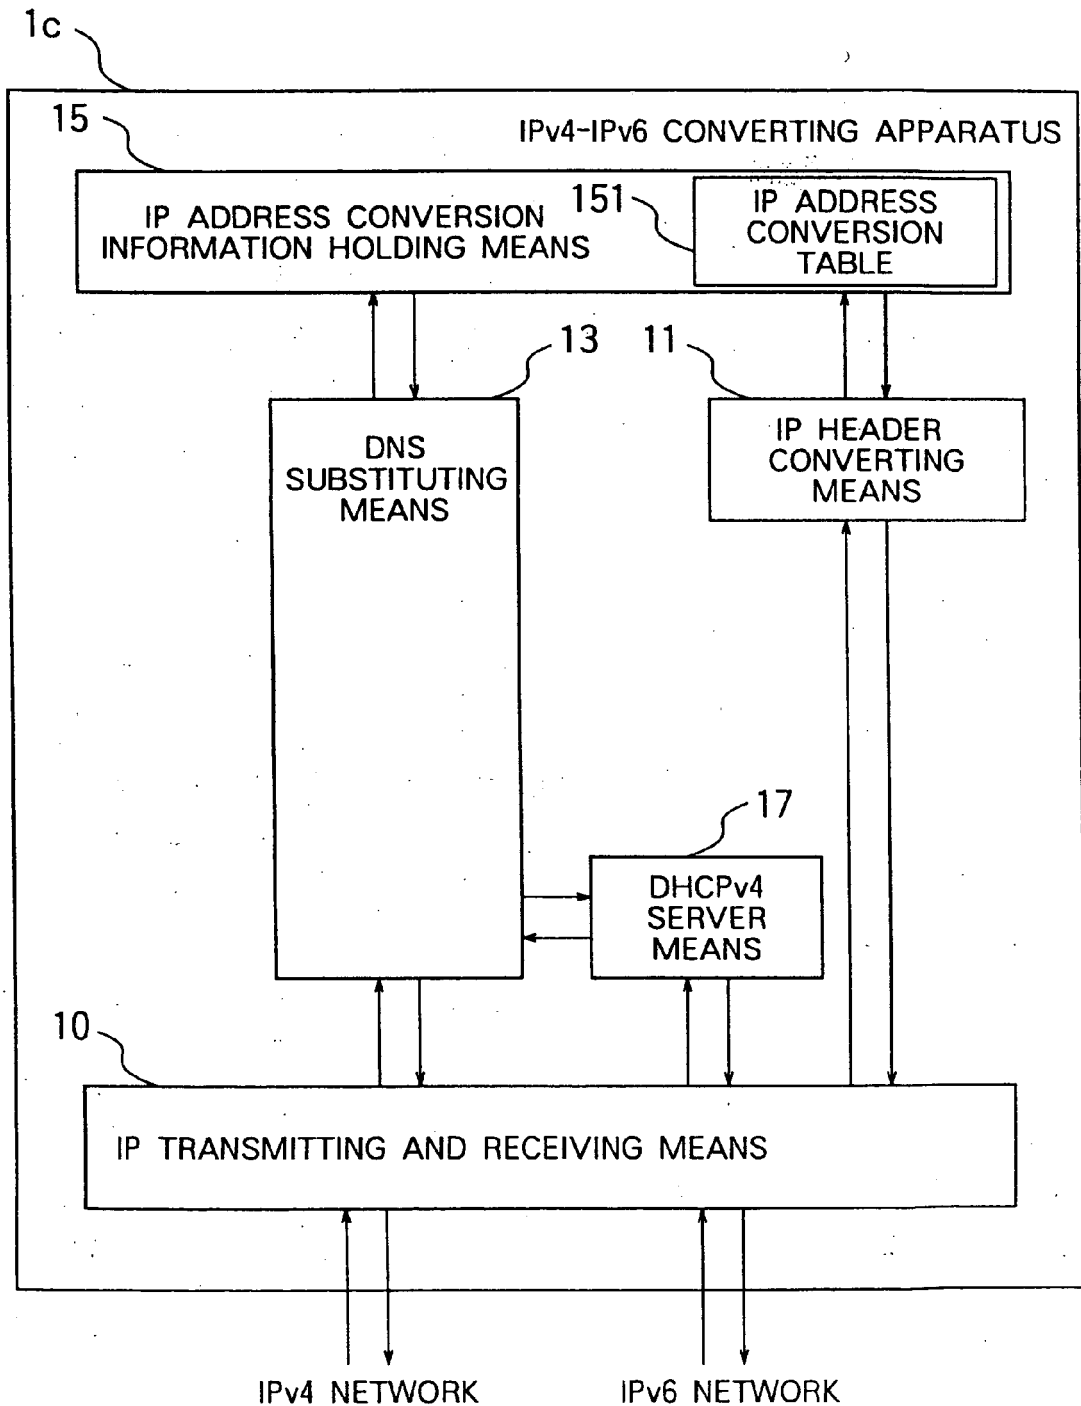 1c
15
IPv4-IPv6 CONVERTING APPARATUS
IP ADDRESS CONVERSION
INFORMATION HOLDING MEANS
151
IP ADDRESS
CONVERSION
TABLE
13
11
DNS
SUBSTITUTING
MEANS
IP HEADER
CONVERTING
MEANS
17
DHCPv4
SERVER
MEANS
10
IP TRANSMITTING AND RECEIVING MEANS
IPv4 NETWORK
IPv6 NETWORK